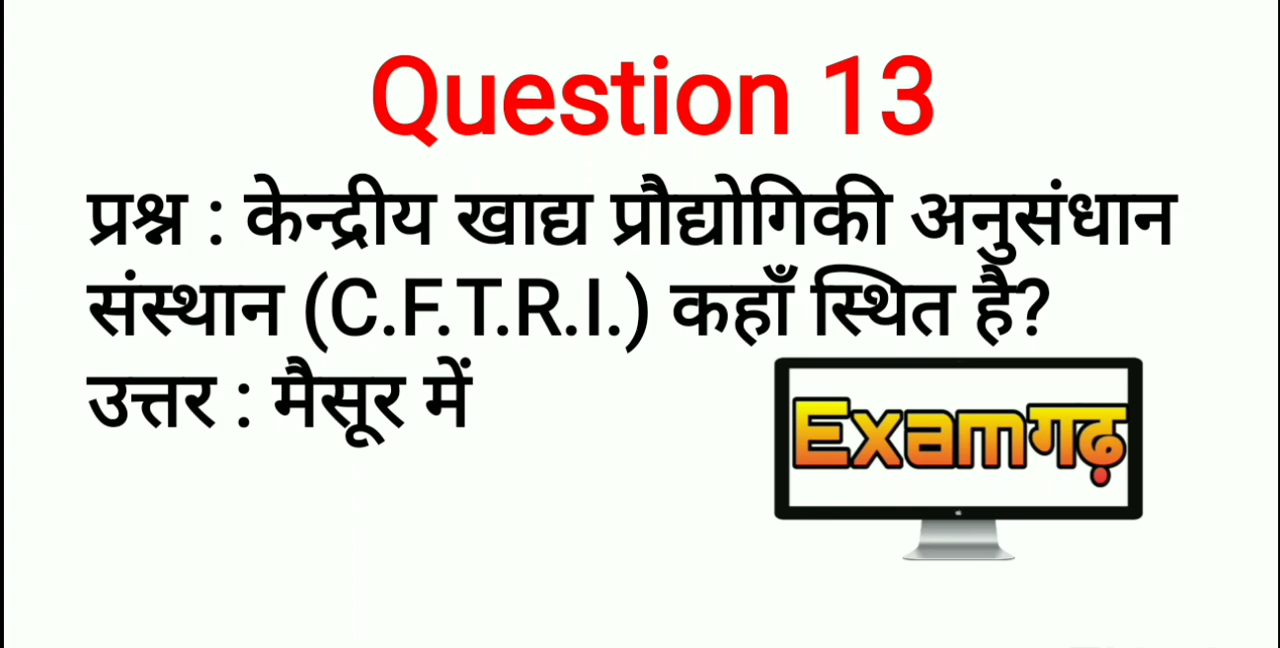 Question 13
प्रश्न : केन्द्रीय खाद्य प्रौद्योगिकी अनुसंधान
संस्थान (C.F.T.R.I.) कहाँ स्थित है?
उत्तर : मैसूर में
Examगढ़